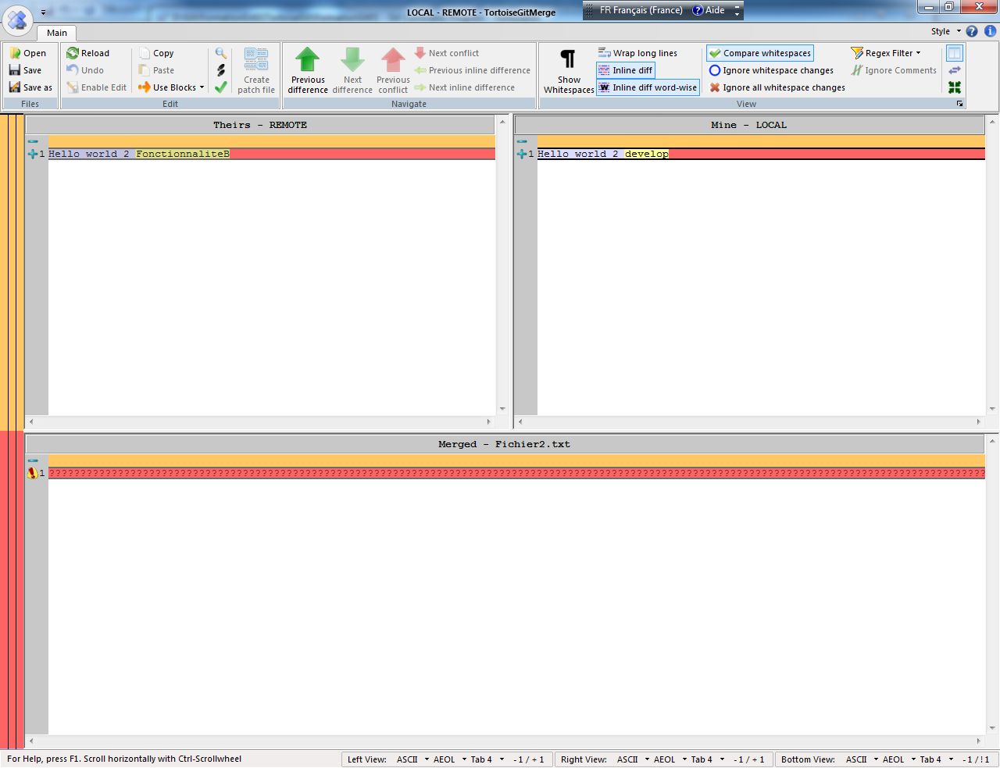 LOCAL - REMOTE - TortoiseGitMerge
FR Français (France) Aide
Main
Style
Open
Save
Save as
Files
Reload
Undo
Enable Edit
Copy
Paste
Use Blocks
Edit
Create patch file
Previous difference
Next difference
Previous conflict
Next conflict
Previous inline difference
Next inline difference
Navigate
Show Whitespaces
Wrap long lines
Inline diff
Inline diff word-wise
Compare whitespaces
Ignore whitespace changes
Ignore all whitespace changes
Regex Filter
Ignore Comments
View
Theirs - REMOTE
1 Hello world 2 FonctionnaliteB
Mine - LOCAL
1 Hello world 2 develop
Merged - Fichier2.txt
1 ??????????????????????????????????????????????????????????????????????????????????????????????????????????????????????????????????????????????????????
For Help, press F1. Scroll horizontally with Ctrl-Scrollwheel
Left View: ASCII AEOL Tab 4 - 1 / + 1
Right View: ASCII AEOL Tab 4 - 1 / + 1
Bottom View: ASCII AEOL Tab 4 - 1 / ! 1